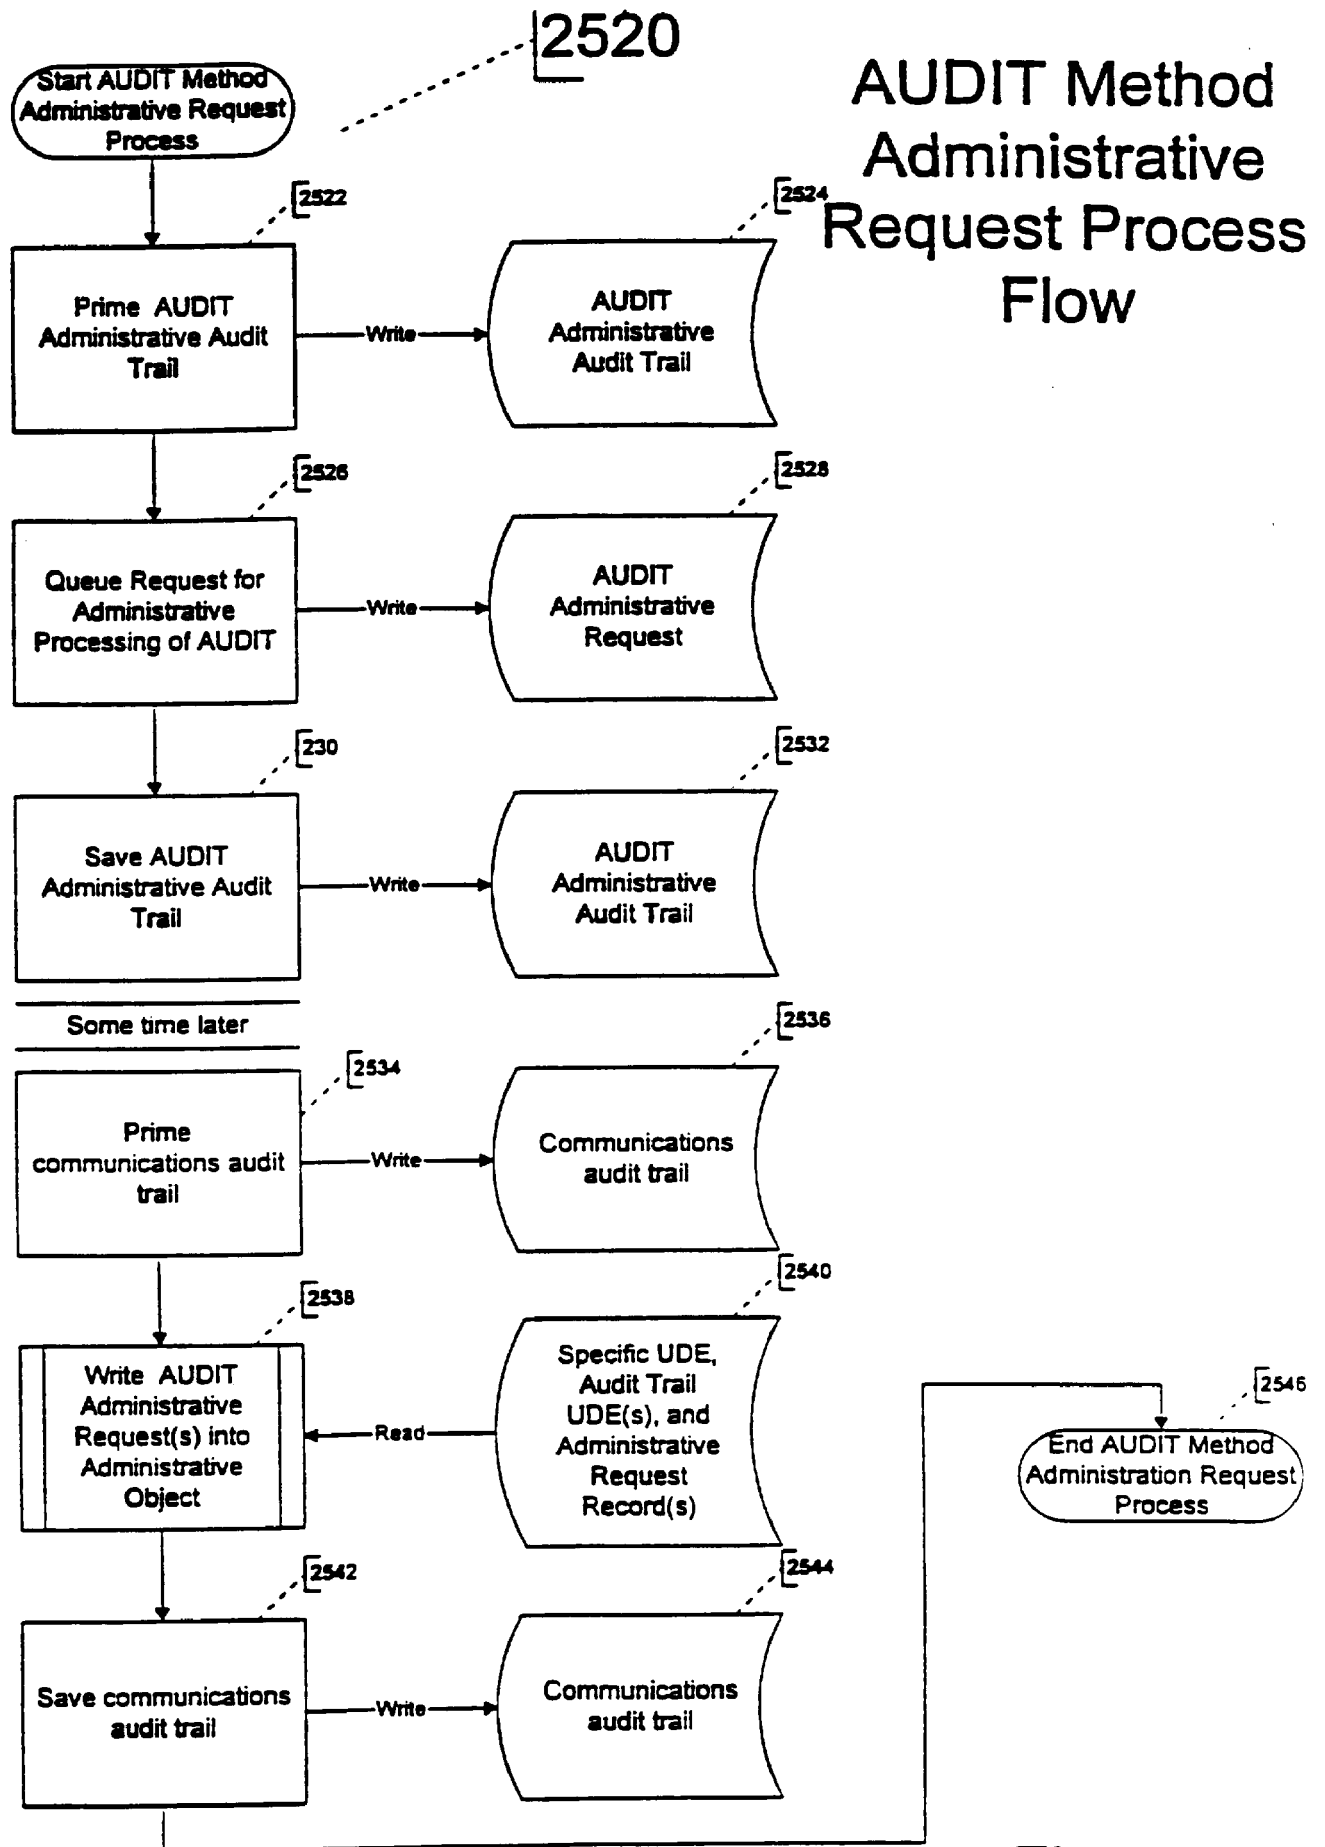 2520
AUDIT Method
Administrative
Request Process
Flow
Start AUDIT Method
Administrative Request
Process
2522
Prime AUDIT
Administrative Audit
Trail
Write
2524
AUDIT
Administrative
Audit Trail
2526
Queue Request for
Administrative
Processing of AUDIT
Write
2528
AUDIT
Administrative
Request
230
Save AUDIT
Administrative Audit
Trail
Write
2532
AUDIT
Administrative
Audit Trail
Some time later
2534
Prime
communications audit
trail
Write
2536
Communications
audit trail
2538
Write AUDIT
Administrative
Request(s) into
Administrative
Object
Read
2540
Specific UDE,
Audit Trail
UDE(s), and
Administrative
Request
Record(s)
2542
Save communications
audit trail
Write
2544
Communications
audit trail
2546
End AUDIT Method
Administration Request
Process